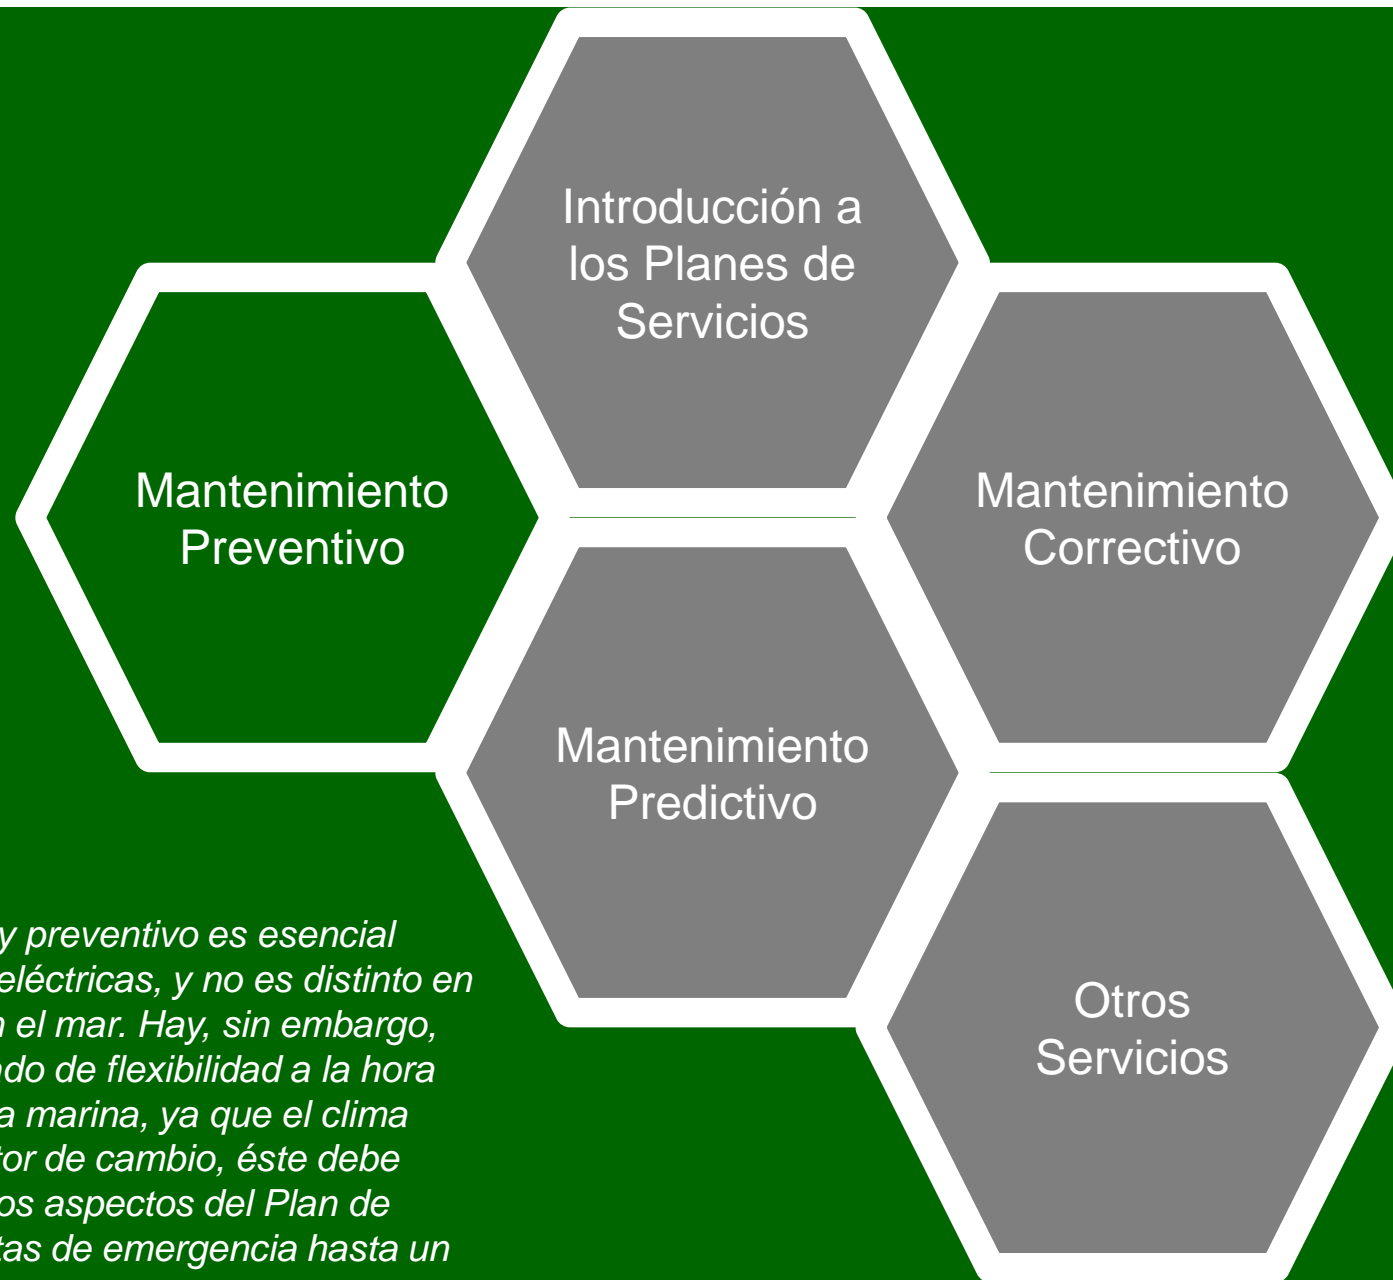 Introducción a
los Planes de
Servicios
Mantenimiento
Preventivo
Mantenimiento
Correctivo
Mantenimiento
Predictivo
Otros
Servicios
y preventivo es esencial
eléctricas, y no es distinto en
n el mar. Hay, sin embargo,
ado de flexibilidad a la hora
a marina, ya que el clima
tor de cambio, éste debe
os aspectos del Plan de
tas de emergencia hasta un